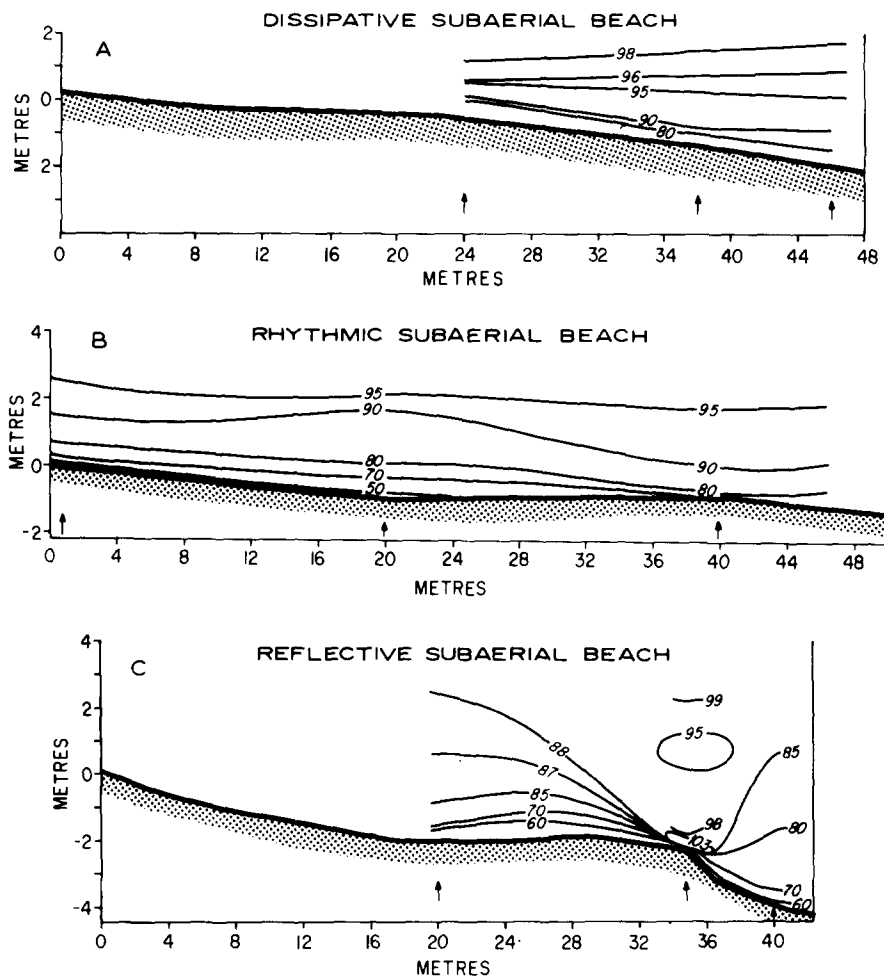 DISSIPATIVE SUBAERIAL BEACH
A
METRES
2
0
2
98
96
95
90
80
0 4 8 12 16 20 24 28 32 36 40 44 48
METRES
RHYTHMIC SUBAERIAL BEACH
B
METRES
4
2
0
-2
95 95
90 90
80 80
70
50
0 4 8 12 16 20 24 28 32 36 40 44 48
METRES
REFLECTIVE SUBAERIAL BEACH
C
METRES
4
2
0
-2
-4
99
95
88
87
85 85
70
60
98
103
80
70
60
0 4 8 12 16 20 24 28 32 36 40
METRES